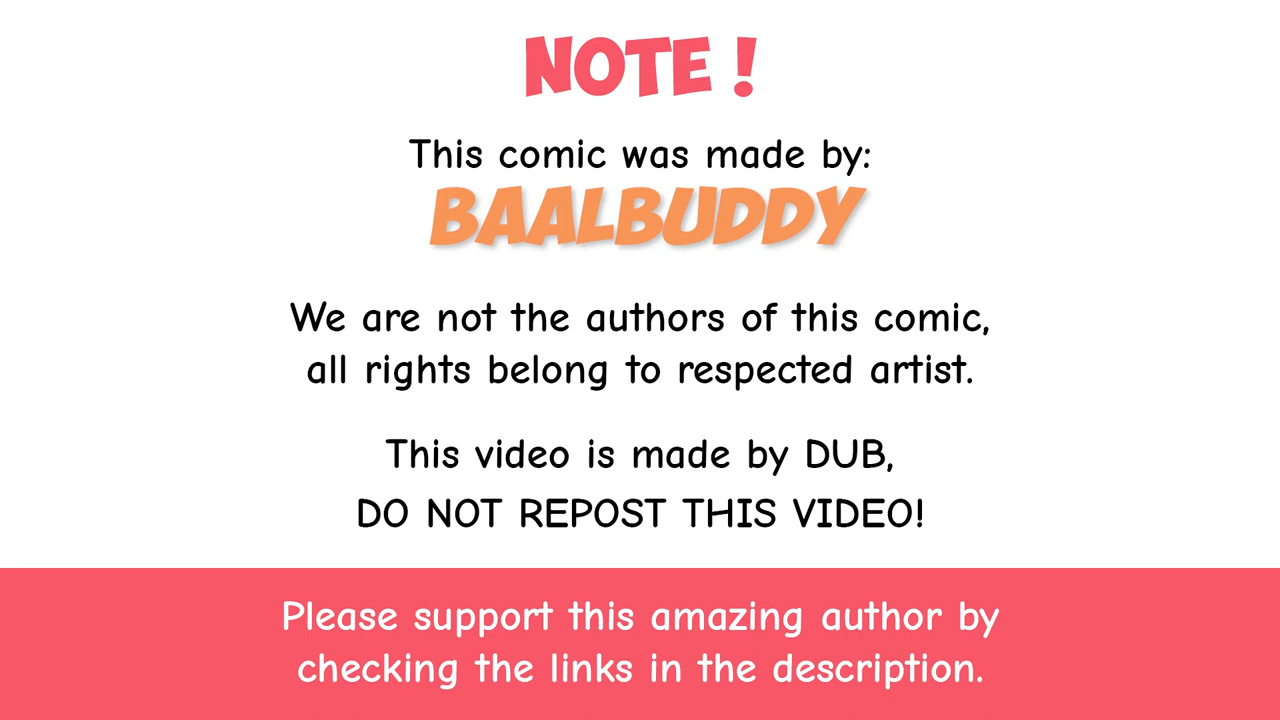 NOTE !
This comic was made by:
BAALBUDDY
We are not the authors of this comic,
all rights belong to respected artist.
This video is made by DUB,
DO NOT REPOST THIS VIDEO!
Please support this amazing author by
checking the links in the description.